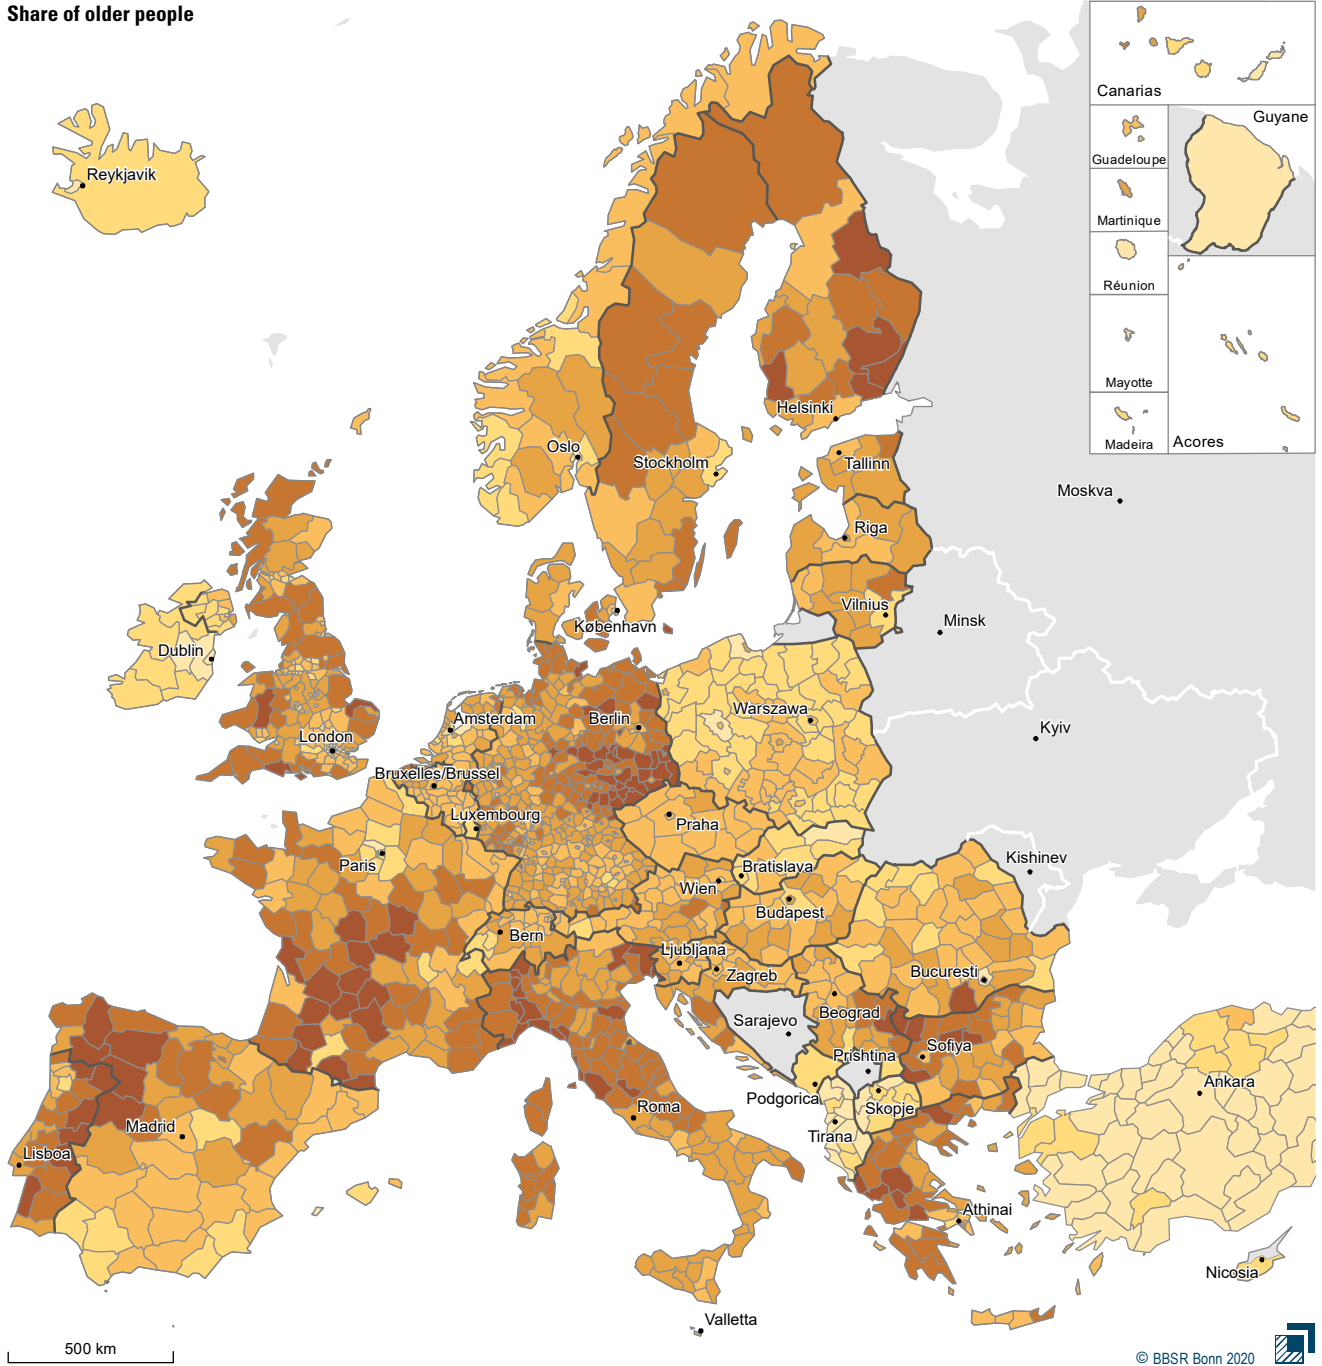 Share of older people
Canarias
Guyane
Guadeloupe
Martinique
Réunion
Mayotte
Madeira
Acores
Reykjavik
Helsinki
Oslo
Stockholm
Tallinn
Moskva
Riga
Vilnius
København
Minsk
Dublin
Amsterdam
Berlin
Warszawa
Kyiv
London
Bruxelles/Brussel
Luxembourg
Praha
Paris
Kishinev
Bratislava
Wien
Budapest
Bern
Ljubljana
Zagreb
Bucuresti
Beograd
Sarajevo
Sofiya
Prishtina
Ankara
Podgorica
Skopje
Roma
Madrid
Tirana
Lisboa
Athinai
Nicosia
Valletta
500 km
© BBSR Bonn 2020